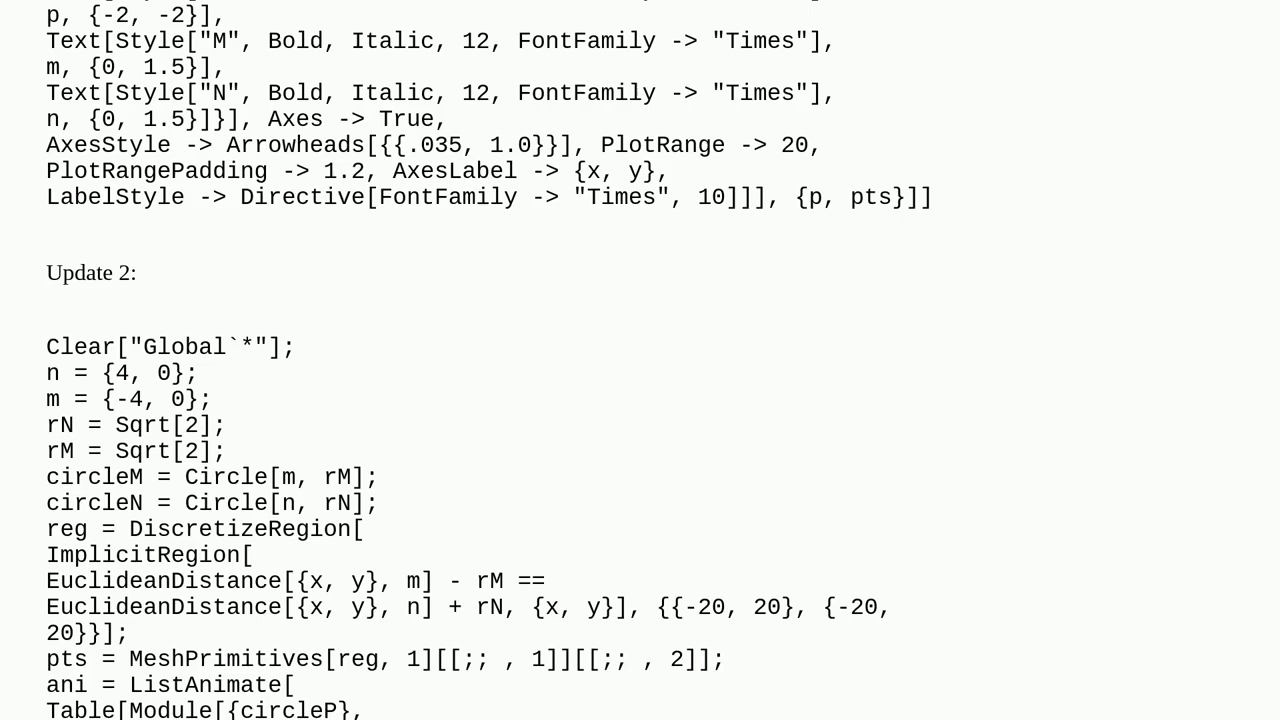 p, {-2, -2}],
Text[Style["M", Bold, Italic, 12, FontFamily -> "Times"],
m, {0, 1.5}],
Text[Style["N", Bold, Italic, 12, FontFamily -> "Times"],
n, {0, 1.5}]}], Axes -> True,
AxesStyle -> Arrowheads[{{.035, 1.0}}], PlotRange -> 20,
PlotRangePadding -> 1.2, AxesLabel -> {x, y},
LabelStyle -> Directive[FontFamily -> "Times", 10]]], {p, pts}]]
Update 2:
Clear["Global`*"];
n = {4, 0};
m = {-4, 0};
rN = Sqrt[2];
rM = Sqrt[2];
circleM = Circle[m, rM];
circleN = Circle[n, rN];
reg = DiscretizeRegion[
ImplicitRegion[
EuclideanDistance[{x, y}, m] - rM ==
EuclideanDistance[{x, y}, n] + rN, {x, y}], {{-20, 20}, {-20,
20}}];
pts = MeshPrimitives[reg, 1][[;; , 1]][[;; , 2]];
ani = ListAnimate[
Table[Module[{circleP},